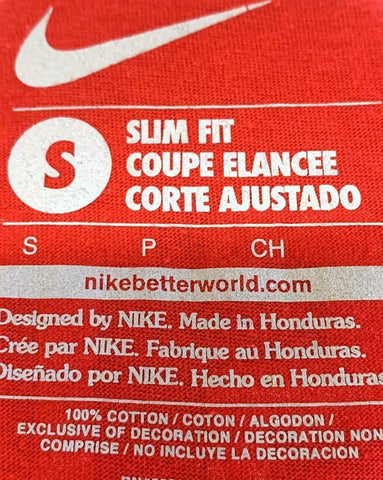 S
SLIM FIT
COUPE ELANCEE
CORTE AJUSTADO
S P CH
nikebetterworld.com
Designed by NIKE. Made in Honduras.
Crée par NIKE. Fabrique au Honduras.
Diseñado por NIKE. Hecho en Honduras
100% COTTON / COTON / ALGODON /
EXCLUSIVE OF DECORATION / DECORATION NON
COMPRISE / NO INCLUYE LA DECORACION